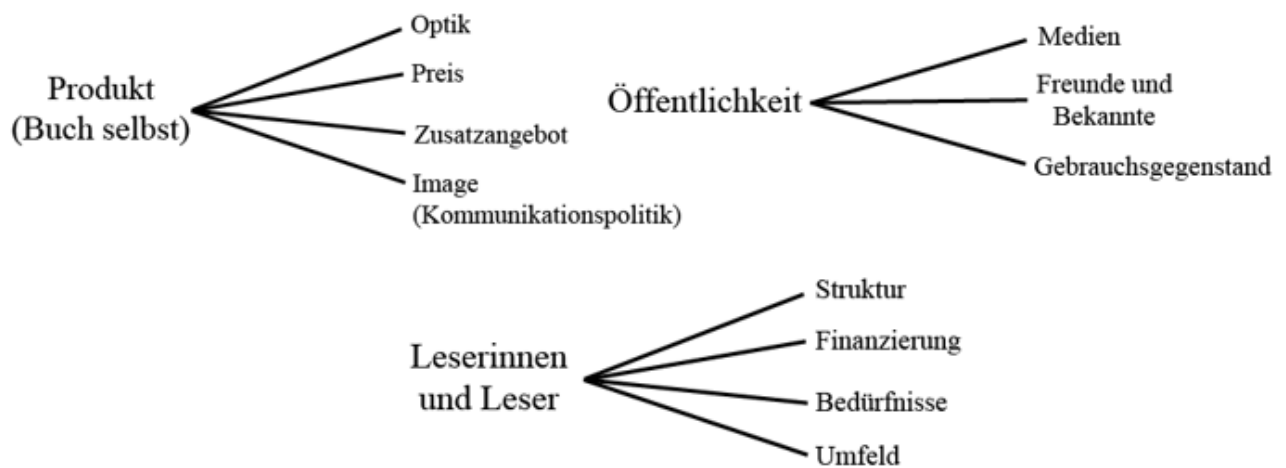 Produkt
(Buch selbst)
Optik
Preis
Zusatzangebot
Image
(Kommunikationspolitik)
Öffentlichkeit
Medien
Freunde und
Bekannte
Gebrauchsgegenstand
Leserinnen
und Leser
Struktur
Finanzierung
Bedürfnisse
Umfeld